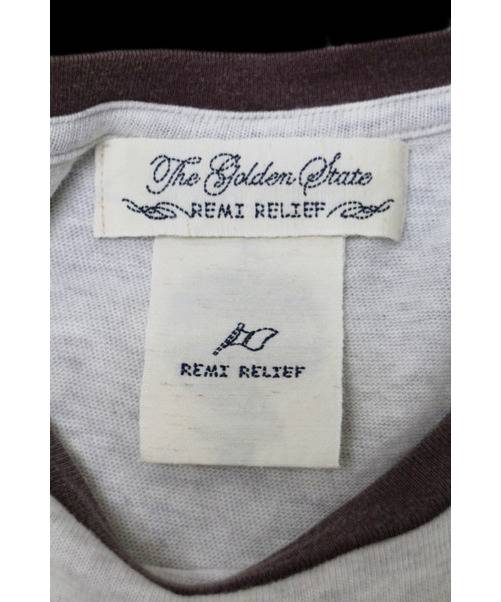 The Golden State
REMI RELIEF
REMI RELIEF